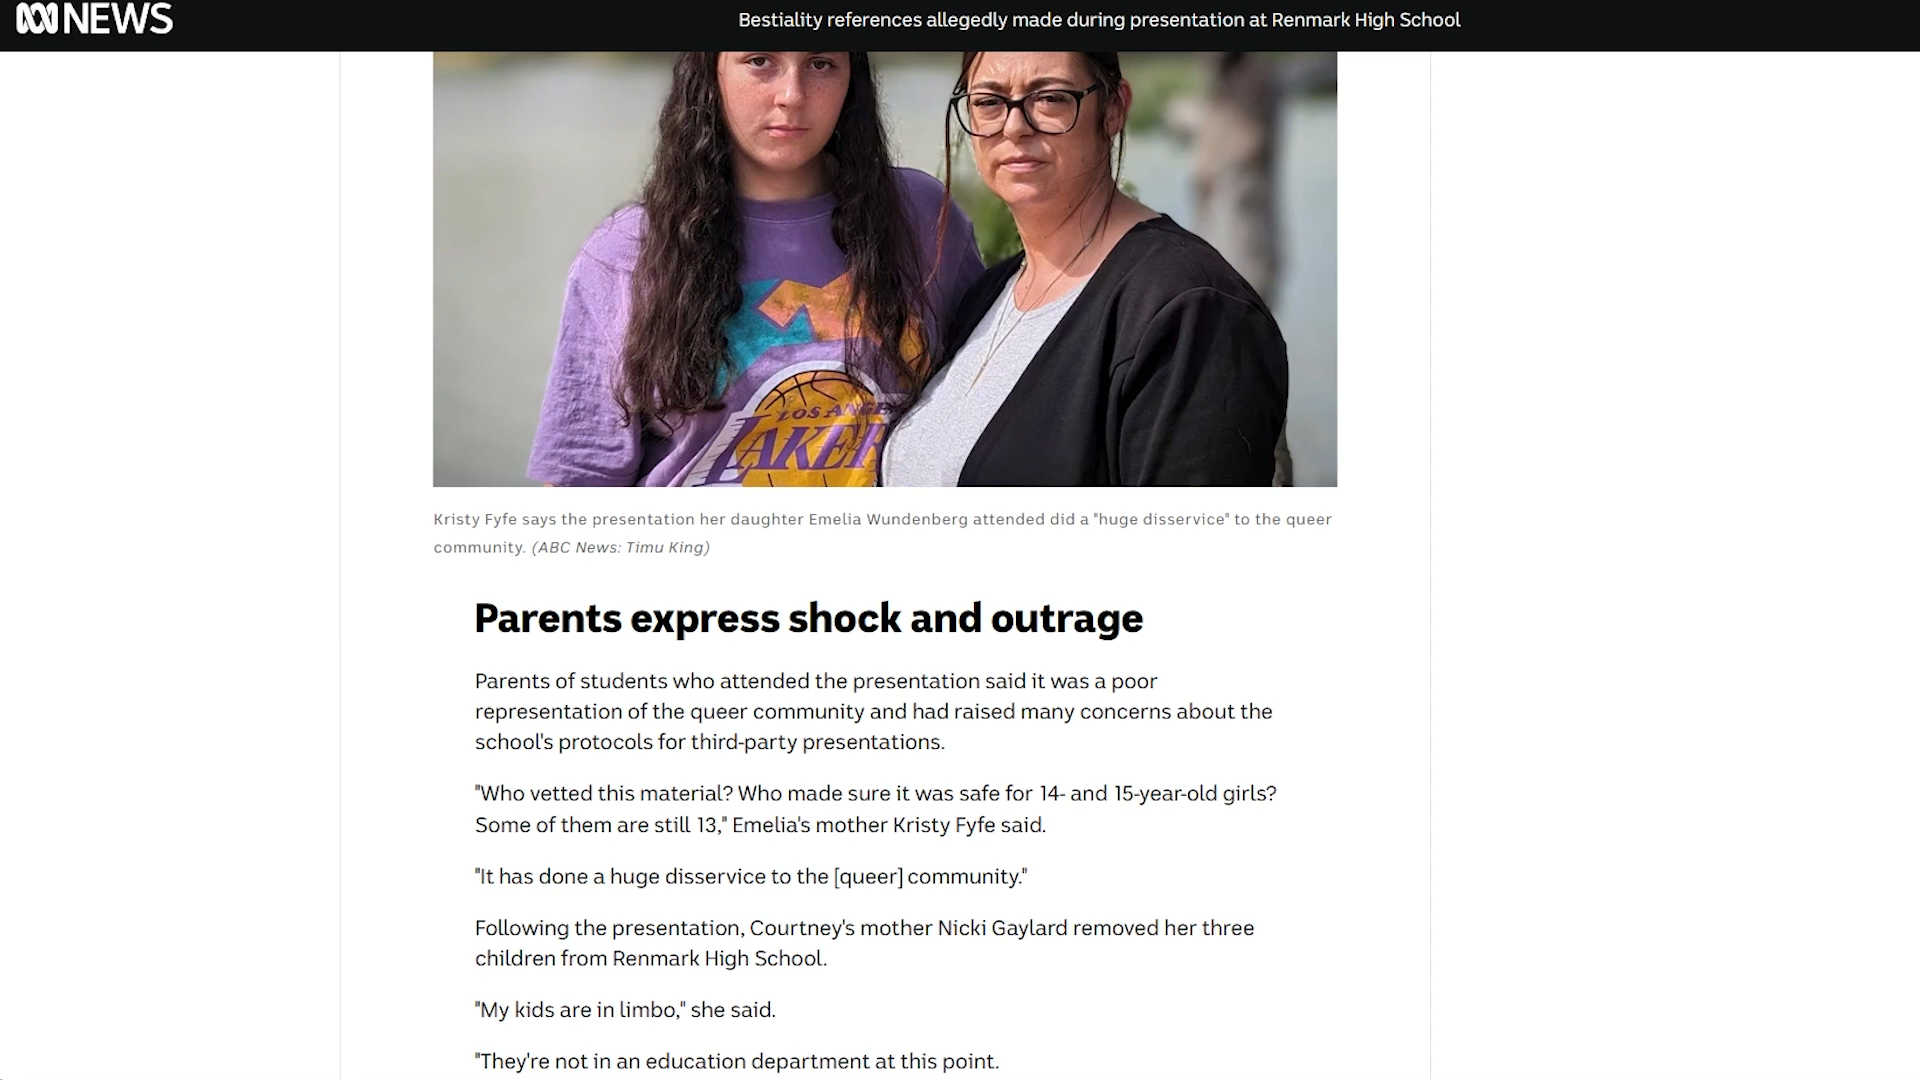 NEWS
Bestiality references allegedly made during presentation at Renmark High School
LOS ANGE
LAKER
Kristy Fyfe says the presentation her daughter Emelia Wundenberg attended did a "huge disservice" to the queer
community. (ABC News: Timu King)
Parents express shock and outrage
Parents of students who attended the presentation said it was a poor
representation of the queer community and had raised many concerns about the
school's protocols for third-party presentations.
"Who vetted this material? Who made sure it was safe for 14- and 15-year-old girls?
Some of them are still 13," Emelia's mother Kristy Fyfe said.
"It has done a huge disservice to the [queer] community."
Following the presentation, Courtney's mother Nicki Gaylard removed her three
children from Renmark High School.
"My kids are in limbo," she said.
"They're not in an education department at this point.